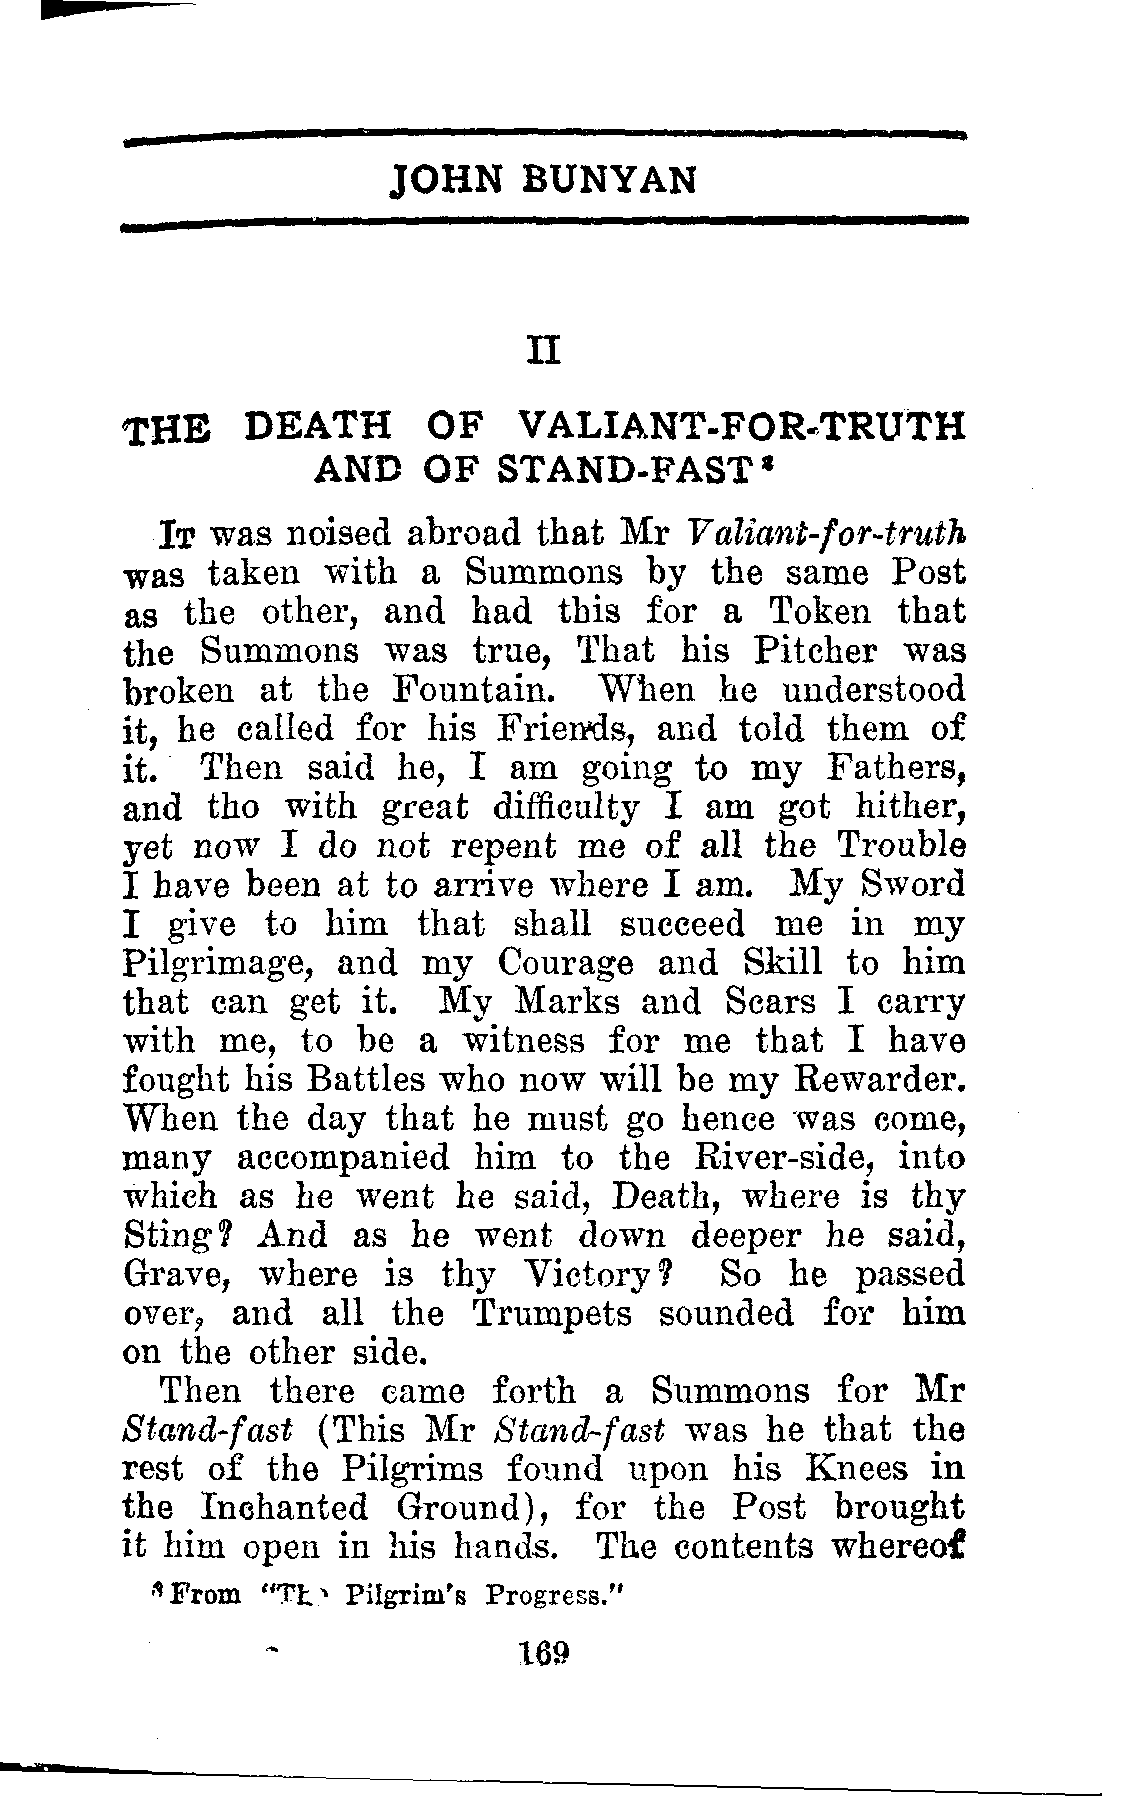 JOHN BUNYAN
II
THE DEATH OF VALIANT-FOR-TRUTH
AND OF STAND-FAST²
IT was noised abroad that Mr Valiant-for-truth
was taken with a Summons by the same Post
as the other, and had this for a Token that
the Summons was true, That his Pitcher was
broken at the Fountain. When he understood
it, he called for his Friends, and told them of
it. Then said he, I am going to my Fathers,
and tho with great difficulty I am got hither,
yet now I do not repent me of all the Trouble
I have been at to arrive where I am. My Sword
I give to him that shall succeed me in my
Pilgrimage, and my Courage and Skill to him
that can get it. My Marks and Scars I carry
with me, to be a witness for me that I have
fought his Battles who now will be my Rewarder.
When the day that he must go hence was come,
many accompanied him to the River-side, into
which as he went he said, Death, where is thy
Sting? And as he went down deeper he said,
Grave, where is thy Victory? So he passed
over, and all the Trumpets sounded for him
on the other side.
Then there came forth a Summons for Mr
Stand-fast (This Mr Stand-fast was he that the
rest of the Pilgrims found upon his Knees in
the Inchanted Ground), for the Post brought
it him open in his hands. The contents whereof
² From "The Pilgrim's Progress."
169